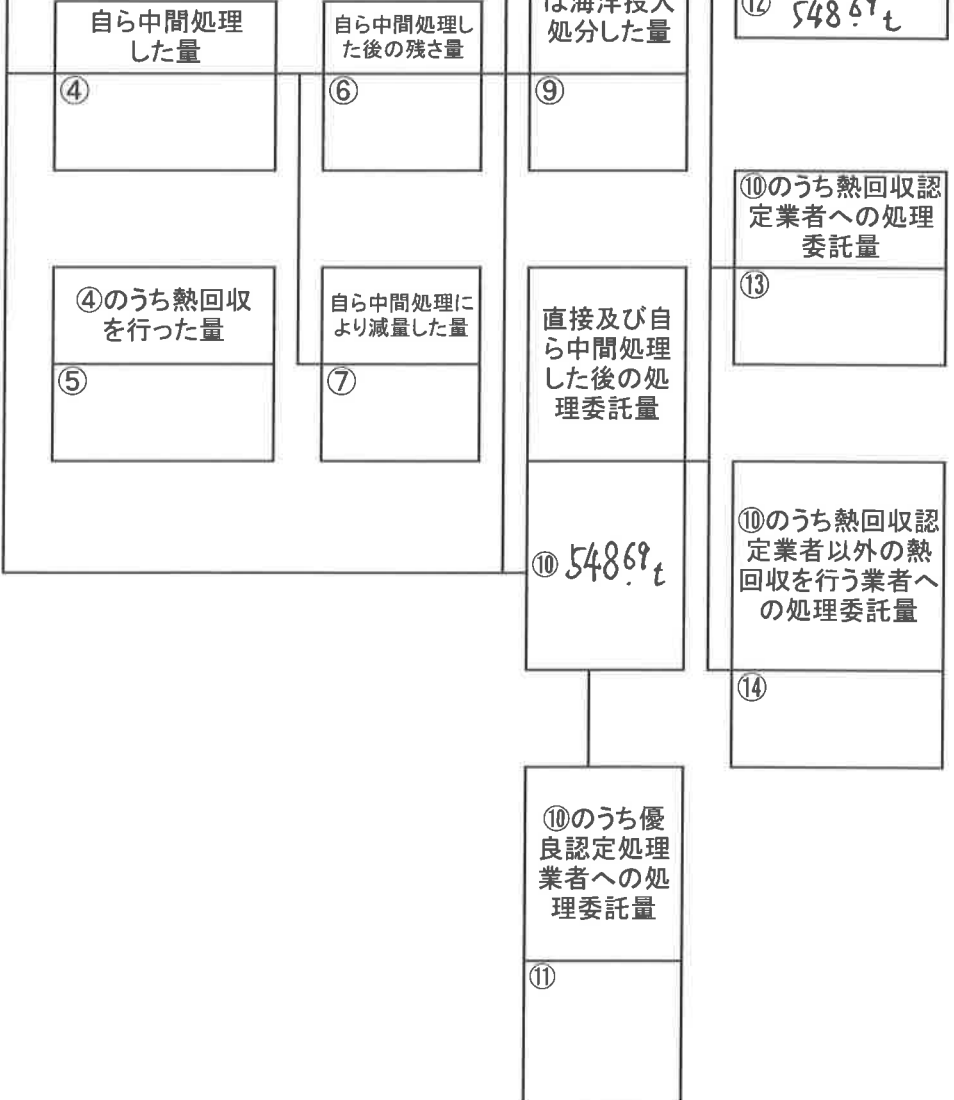 自ら中間処理
した量
④
自ら中間処理し
た後の残さ量
⑥
は海洋投入
処分した量
⑨
⑫ 548.69t
⑩のうち熱回収認
定業者への処理
委託量
⑬
④のうち熱回収
を行った量
⑤
自ら中間処理に
より減量した量
⑦
直接及び自
ら中間処理
した後の処
理委託量
⑩ 548.69t
⑩のうち熱回収認
定業者以外の熱
回収を行う業者へ
の処理委託量
⑭
⑩のうち優
良認定処理
業者への処
理委託量
⑪